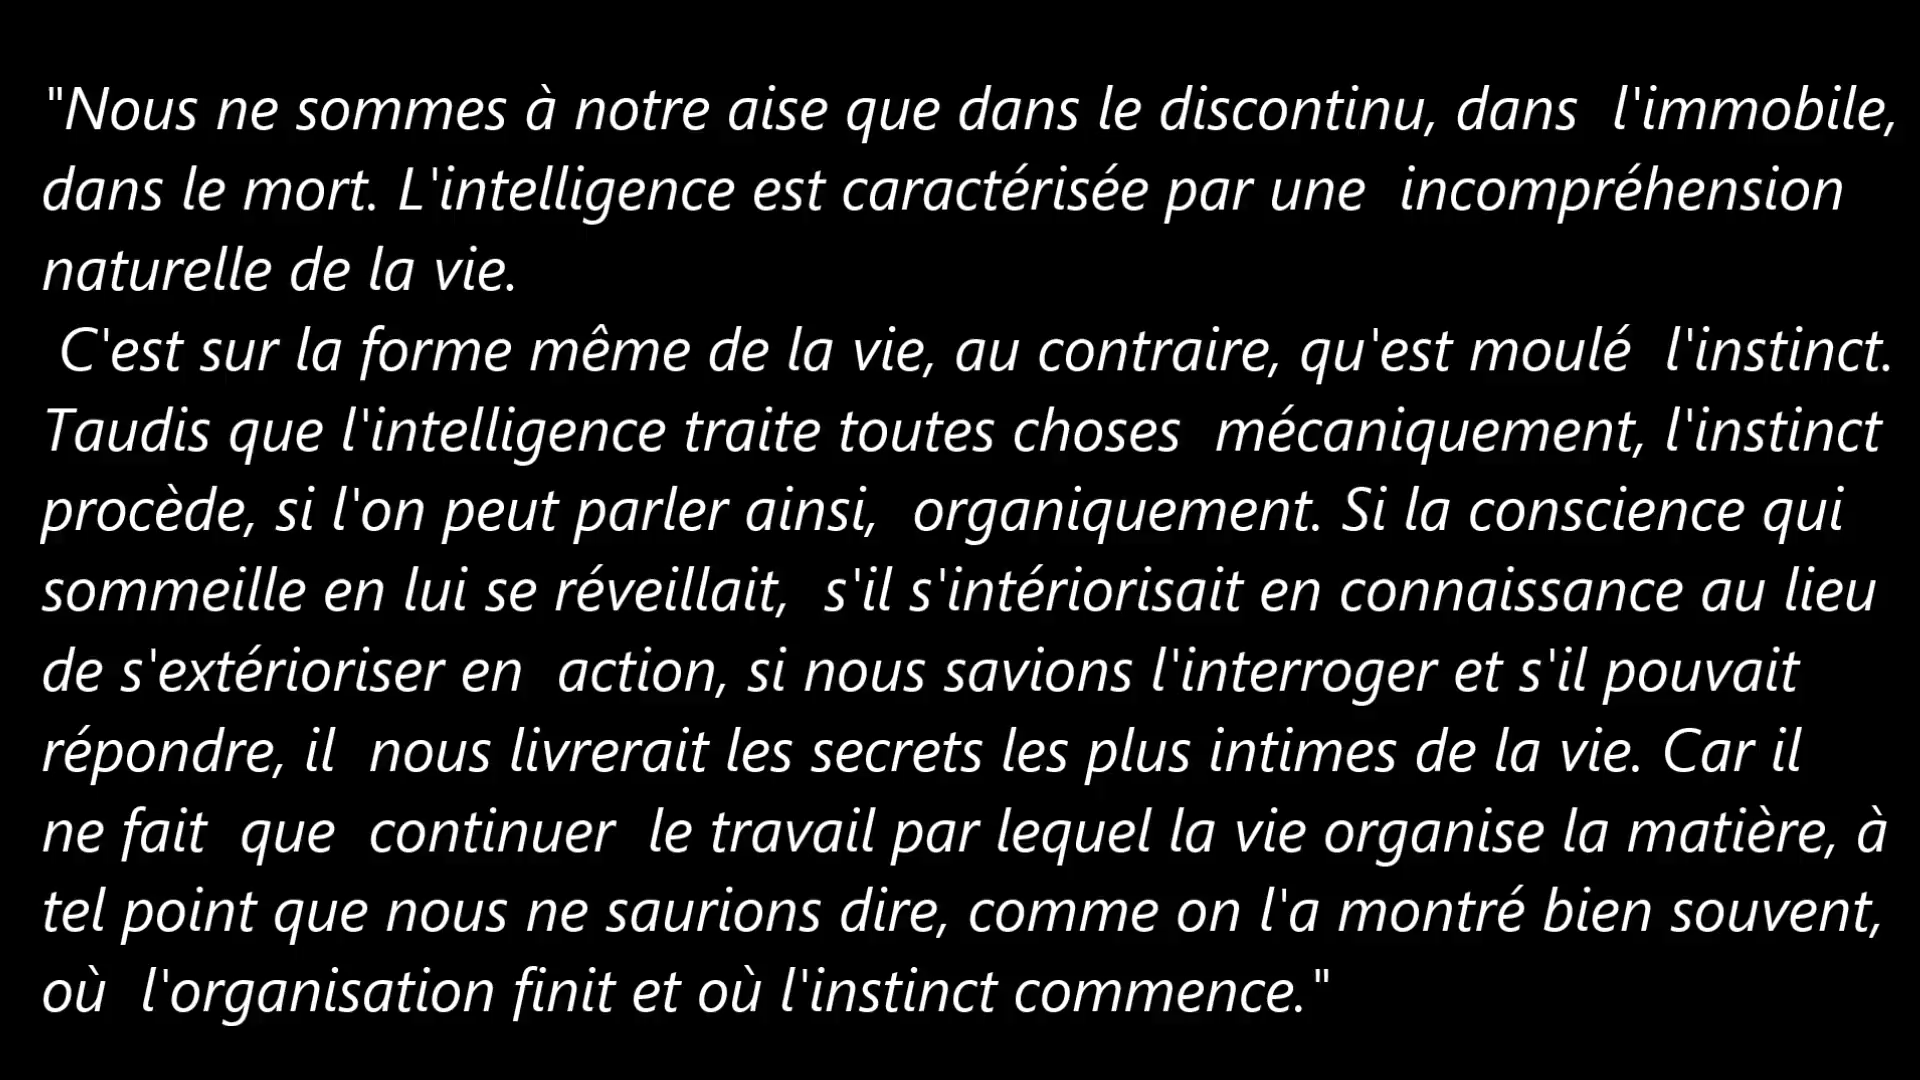 "Nous ne sommes à notre aise que dans le discontinu, dans  l'immobile,
dans le mort. L'intelligence est caractérisée par une  incompréhension
naturelle de la vie.
C'est sur la forme même de la vie, au contraire, qu'est moulé  l'instinct.
Taudis que l'intelligence traite toutes choses  mécaniquement, l'instinct
procède, si l'on peut parler ainsi,  organiquement. Si la conscience qui
sommeille en lui se réveillait,  s'il s'intériorisait en connaissance au lieu
de s'extérioriser en  action, si nous savions l'interroger et s'il pouvait
répondre, il  nous livrerait les secrets les plus intimes de la vie. Car il
ne fait  que  continuer  le travail par lequel la vie organise la matière, à
tel point que nous ne saurions dire, comme on l'a montré bien souvent,
où  l'organisation finit et où l'instinct commence."